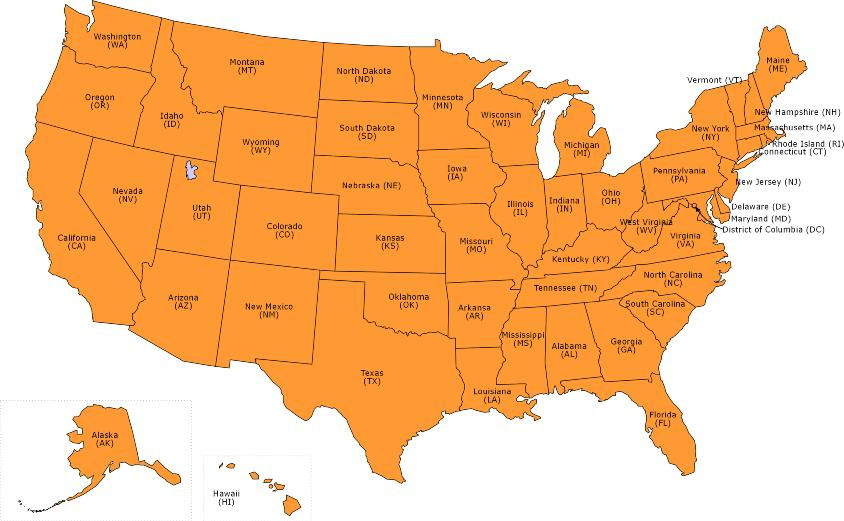 Washington
(WA)
Oregon
(OR)
Idaho
(ID)
Montana
(MT)
North Dakota
(ND)
Minnesota
(MN)
Wisconsin
(WI)
Michigan
(MI)
Vermont (VT)
Maine
(ME)
New Hampshire (NH)
Massachusetts (MA)
Rhode Island (RI)
Connecticut (CT)
New York
(NY)
Pennsylvania
(PA)
New Jersey (NJ)
Delaware (DE)
Maryland (MD)
District of Columbia (DC)
South Dakota
(SD)
Wyoming
(WY)
Nebraska (NE)
Iowa
(IA)
Illinois
(IL)
Indiana
(IN)
Ohio
(OH)
West Virginia
(WV)
Virginia
(VA)
Nevada
(NV)
Utah
(UT)
California
(CA)
Colorado
(CO)
Kansas
(KS)
Missouri
(MO)
Kentucky (KY)
Tennessee (TN)
North Carolina
(NC)
South Carolina
(SC)
Arizona
(AZ)
New Mexico
(NM)
Oklahoma
(OK)
Arkansa
(AR)
Mississippi
(MS)
Alabama
(AL)
Georgia
(GA)
Texas
(TX)
Louisiana
(LA)
Florida
(FL)
Alaska
(AK)
Hawaii
(HI)